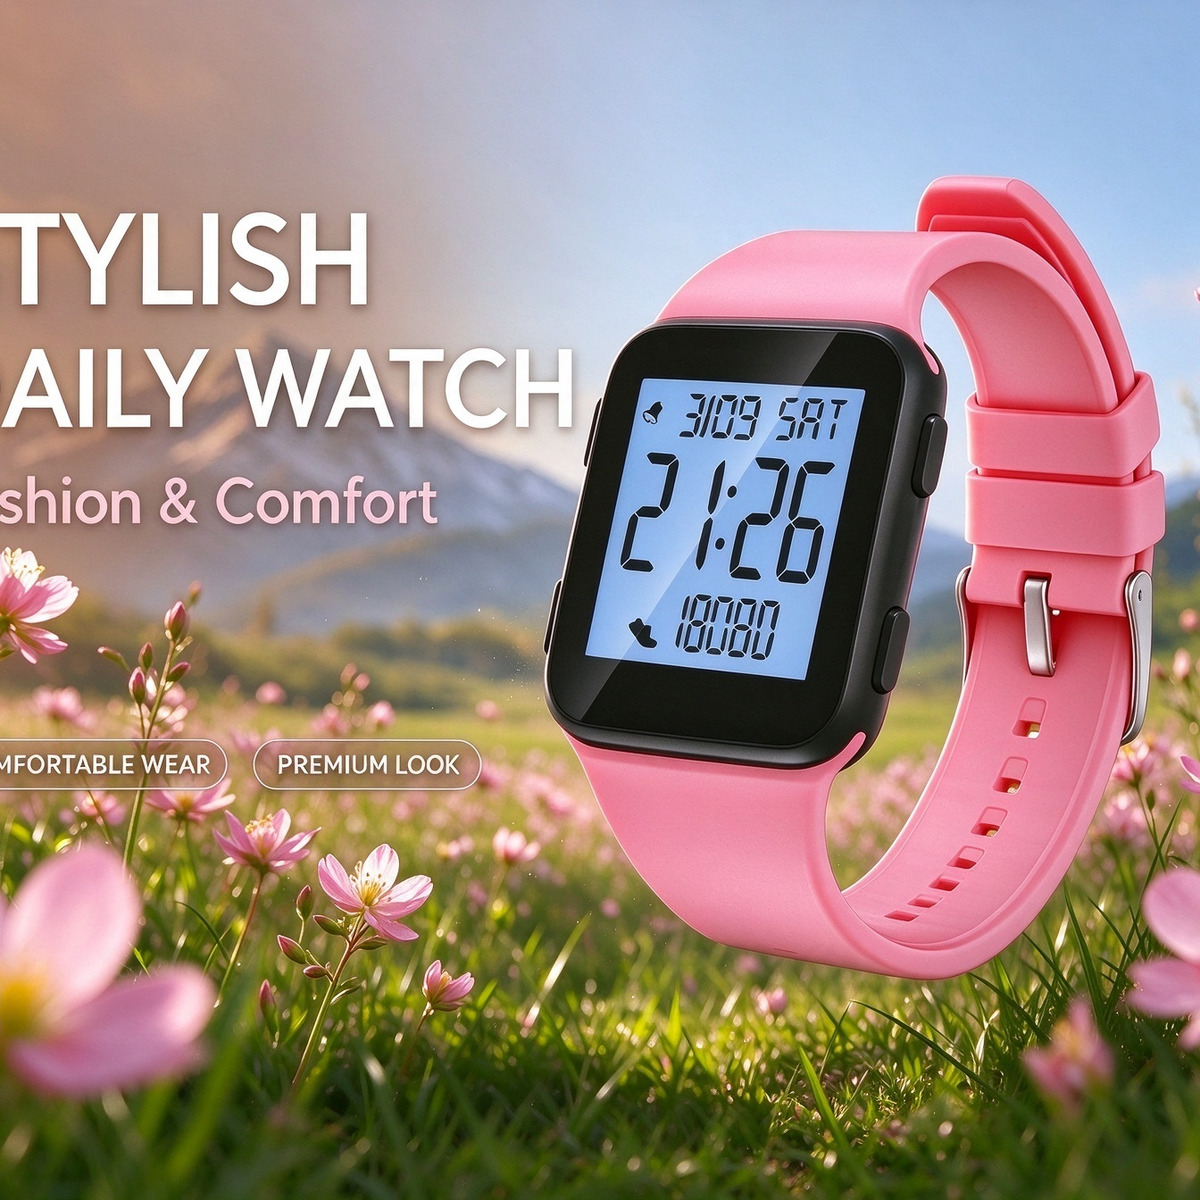 TYLISH
DAILY WATCH
shion & Comfort
MFORTABLE WEAR
PREMIUM LOOK
3/09 SAT
21:26
18080